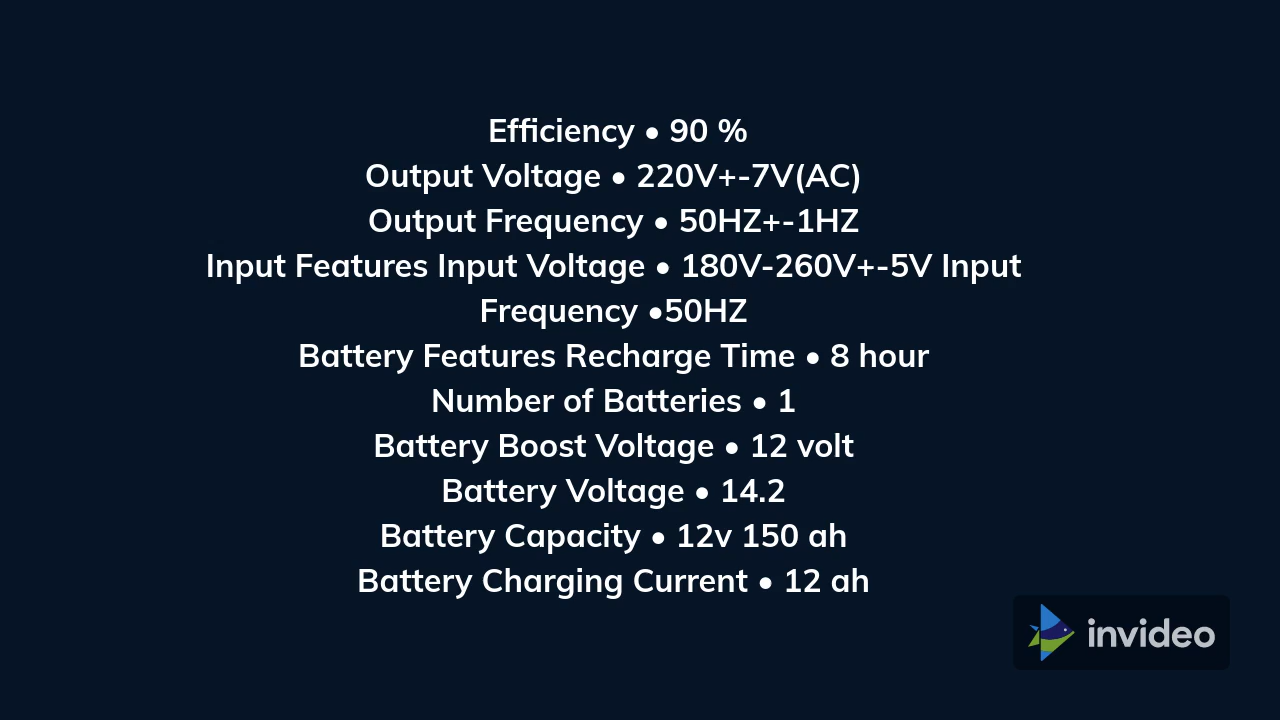 Efficiency • 90 %
Output Voltage • 220V+-7V(AC)
Output Frequency • 50HZ+-1HZ
Input Features Input Voltage • 180V-260V+-5V Input
Frequency •50HZ
Battery Features Recharge Time • 8 hour
Number of Batteries • 1
Battery Boost Voltage • 12 volt
Battery Voltage • 14.2
Battery Capacity • 12v 150 ah
Battery Charging Current • 12 ah
invideo